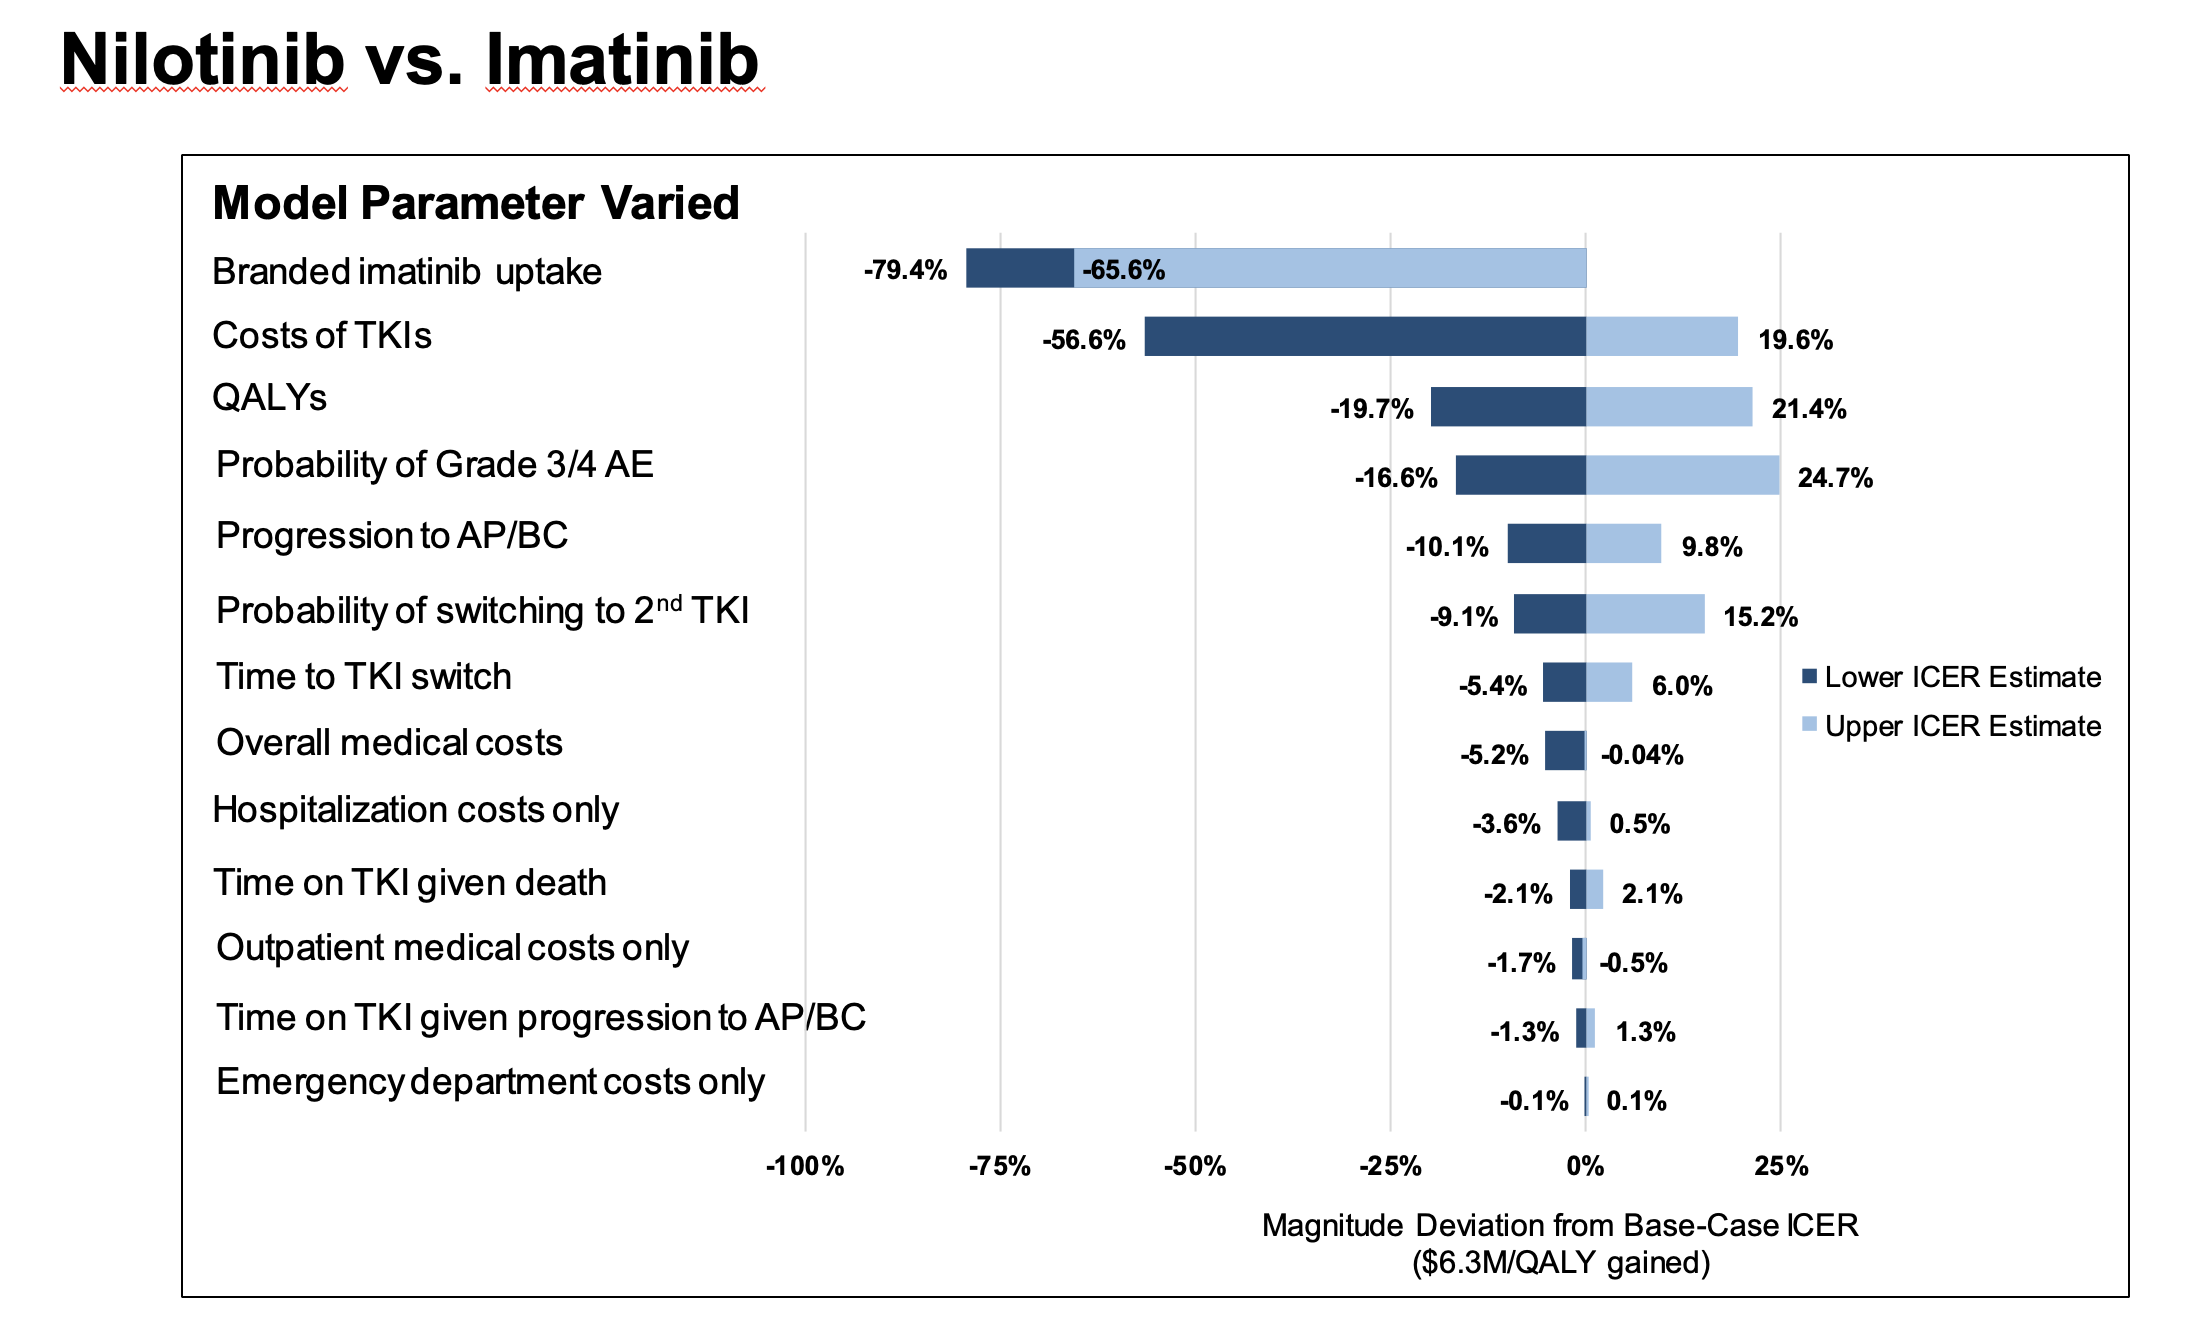 Nilotinib vs. Imatinib
Model Parameter Varied
Branded imatinib uptake -79.4% -65.6%
Costs of TKIs -56.6% 19.6%
QALYs -19.7% 21.4%
Probability of Grade 3/4 AE -16.6% 24.7%
Progression to AP/BC -10.1% 9.8%
Probability of switching to 2nd TKI -9.1% 15.2%
Time to TKI switch -5.4% 6.0%
Lower ICER Estimate
Upper ICER Estimate
Overall medical costs -5.2% -0.04%
Hospitalization costs only -3.6% 0.5%
Time on TKI given death -2.1% 2.1%
Outpatient medical costs only -1.7% -0.5%
Time on TKI given progression to AP/BC -1.3% 1.3%
Emergency department costs only -0.1% 0.1%
-100% -75% -50% -25% 0% 25%
Magnitude Deviation from Base-Case ICER
($6.3M/QALY gained)